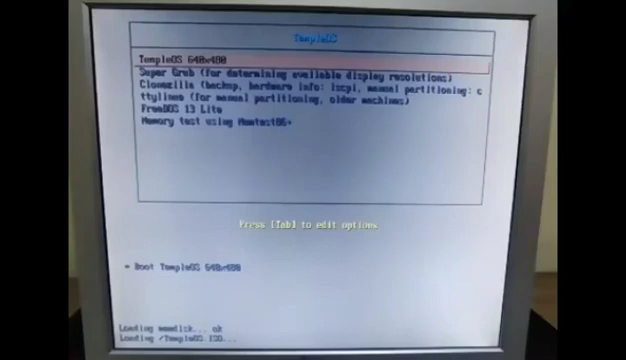 TempleOS
TempleOS 640x480
Super Grub (for determining available display resolutions)
Clonezilla (backup, hardware info: lspi, manual partitioning: c
ttylinux (for manual partitioning, older machines)
FreeDOS 13 Lite
Memory test using Memtest86+
Press [Tab] to edit options
* Boot TempleOS 640x480
Loading memdisk... ok
Loading /TempleOS.ISO...